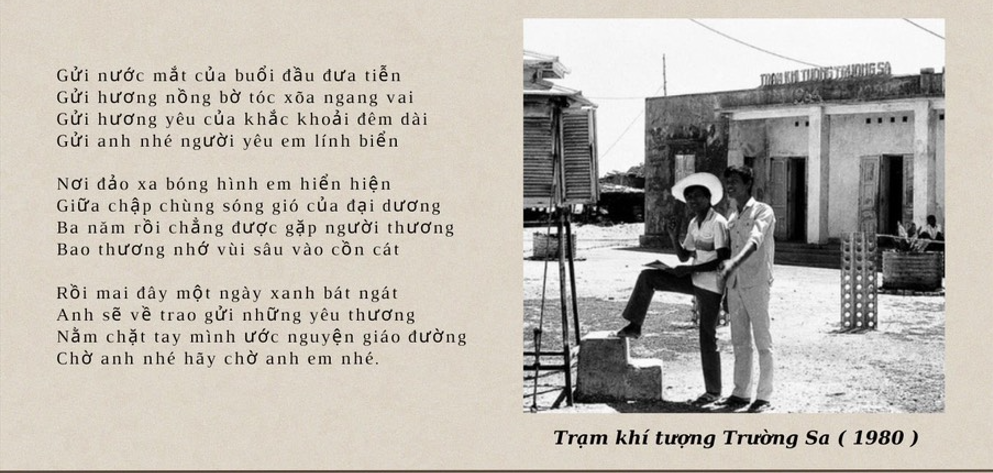 Gửi nước mắt của buổi đầu đưa tiễn
Gửi hương nồng bờ tóc xõa ngang vai
Gửi hương yêu của khắc khoải đêm dài
Gửi anh nhé người yêu em lính biển
Nơi đảo xa bóng hình em hiển hiện
Giữa chập chùng sóng gió của đại dương
Ba năm rồi chẳng được gặp người thương
Bao thương nhớ vùi sâu vào cồn cát
Rồi mai đây một ngày xanh bát ngát
Anh sẽ về trao gửi những yêu thương
Nằm chặt tay mình ước nguyện giáo đường
Chờ anh nhé hãy chờ anh em nhé.
TRẠM KHÍ TƯỢNG TRƯỜNG SA
Trạm khí tượng Trường Sa ( 1980 )